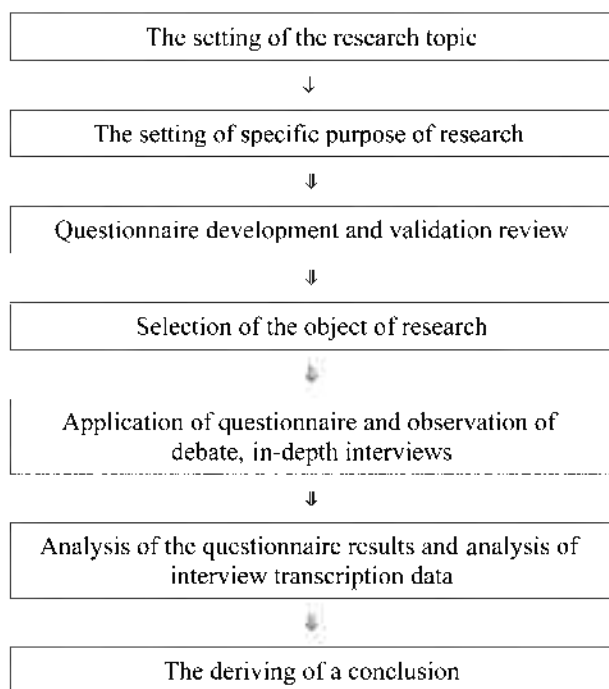 The setting of the research topic
↓
The setting of specific purpose of research
⇓
Questionnaire development and validation review
⇓
Selection of the object of research
⇓
Application of questionnaire and observation of
debate, in-depth interviews
⇓
Analysis of the questionnaire results and analysis of
interview transcription data
⇓
The deriving of a conclusion